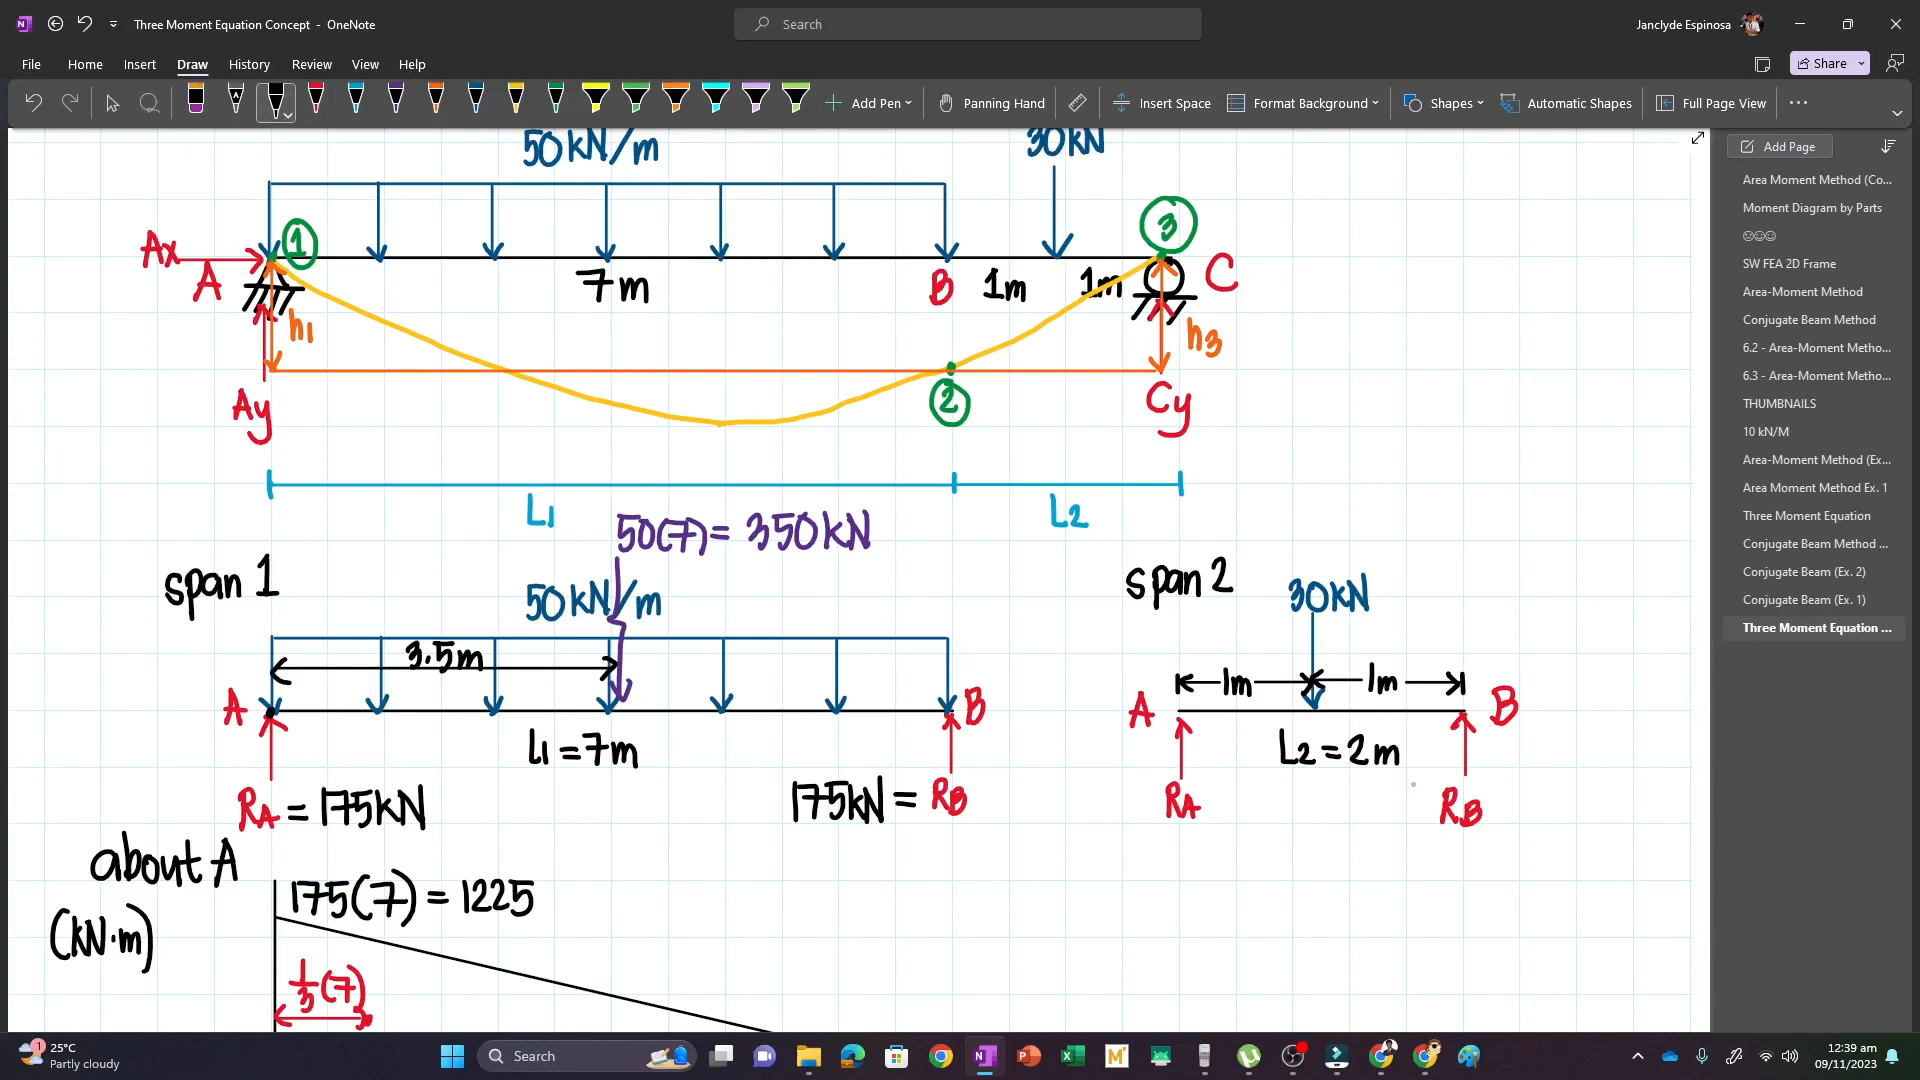 Three Moment Equation Concept - OneNote
Search
Janclyde Espinosa
File Home Insert Draw History Review View Help
Share
Add Pen
Panning Hand
Insert Space
Format Background
Shapes
Automatic Shapes
Full Page View
Add Page
Area Moment Method (Co...
Moment Diagram by Parts
☹☺☺
SW FEA 2D Frame
Area-Moment Method
Conjugate Beam Method
6.2 - Area-Moment Metho...
6.3 - Area-Moment Metho...
THUMBNAILS
10 kN/M
Area-Moment Method (Ex...
Area Moment Method Ex. 1
Three Moment Equation
Conjugate Beam Method ...
Conjugate Beam (Ex. 2)
Conjugate Beam (Ex. 1)
Three Moment Equation ...
50kN/m 30KN
1 3
Ax
A 7m B 1m 1m C
h1 h3
Ay 2 Cy
L1 L2
50(7)= 350KN
span 1 span 2
50KN/m 30KN
3.5m 1m 1m
A B A B
L1=7m L2=2m
RA = 175KN 175kN = RB RA RB
about A
(kN·m)
175(7) = 1225
1/3(7)
1
25°C
Partly cloudy
Search
12:39 am
09/11/2023